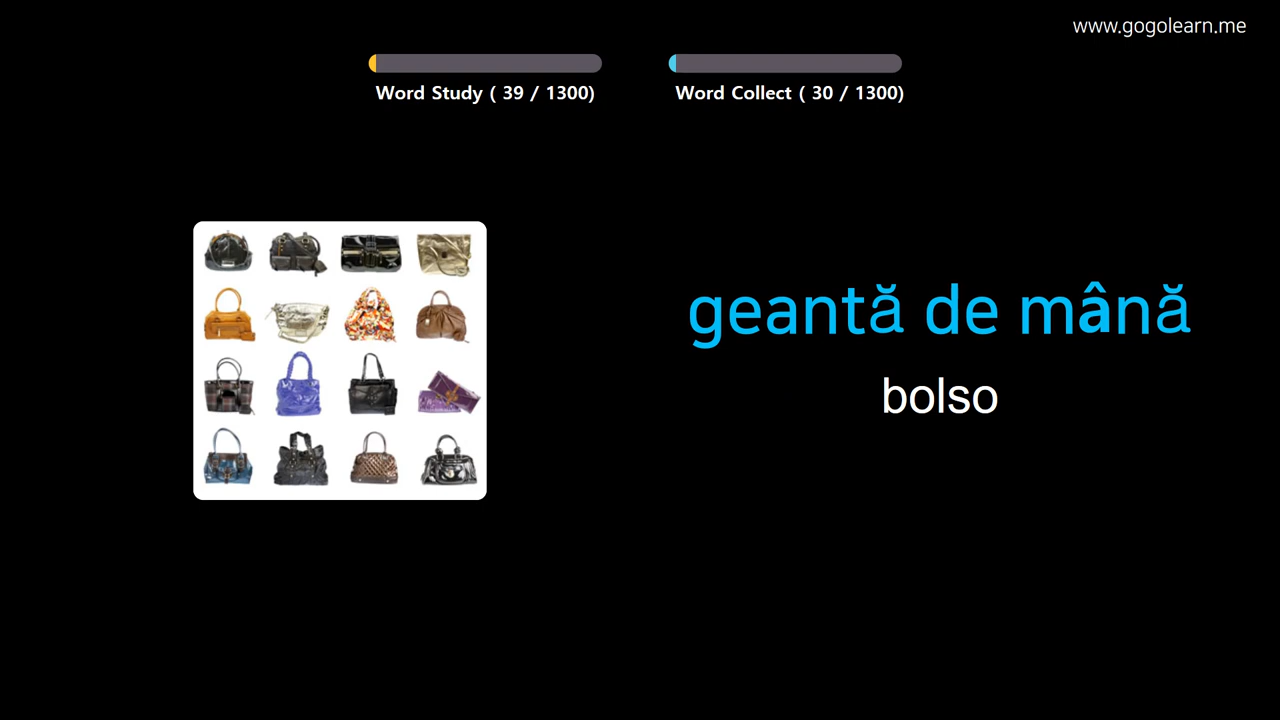 www.gogolearn.me
Word Study ( 39 / 1300)
Word Collect ( 30 / 1300)
geantă de mână
bolso